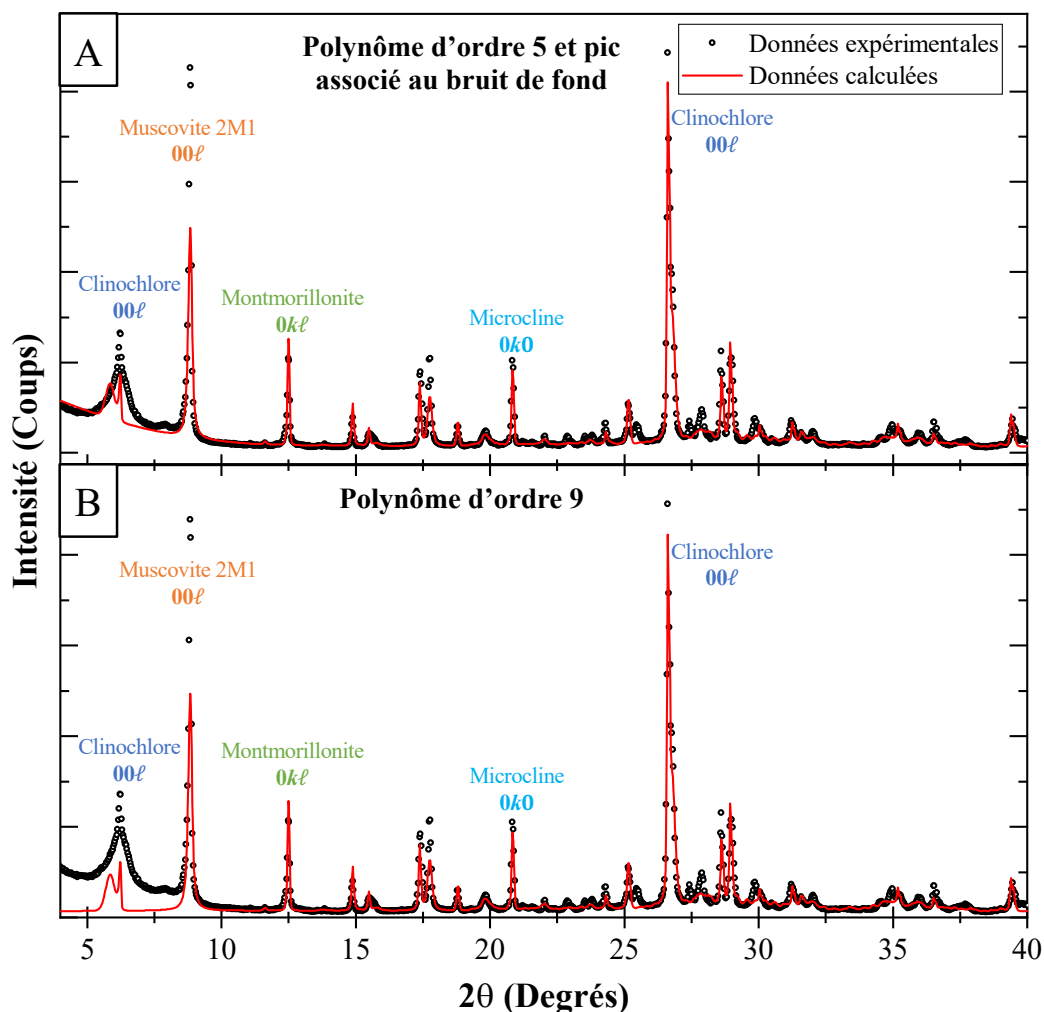 A
Polynôme d'ordre 5 et pic
associé au bruit de fond
Données expérimentales
Données calculées
Muscovite 2M1
00ℓ
Clinochlore
00ℓ
Clinochlore
00ℓ
Montmorillonite
0kℓ
Microcline
0k0
B
Polynôme d'ordre 9
Muscovite 2M1
00ℓ
Clinochlore
00ℓ
Clinochlore
00ℓ
Montmorillonite
0kℓ
Microcline
0k0
Intensité (Coups)
5 10 15 20 25 30 35 40
2θ (Degrés)